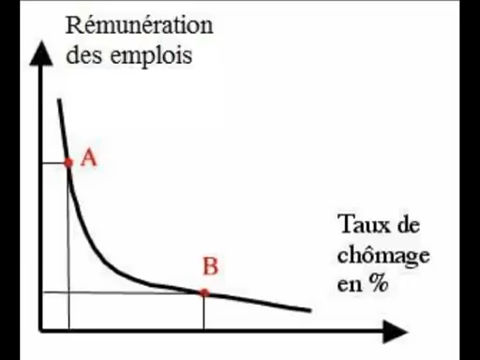 Rémunération
des emplois
A
Taux de
chômage
en %
B